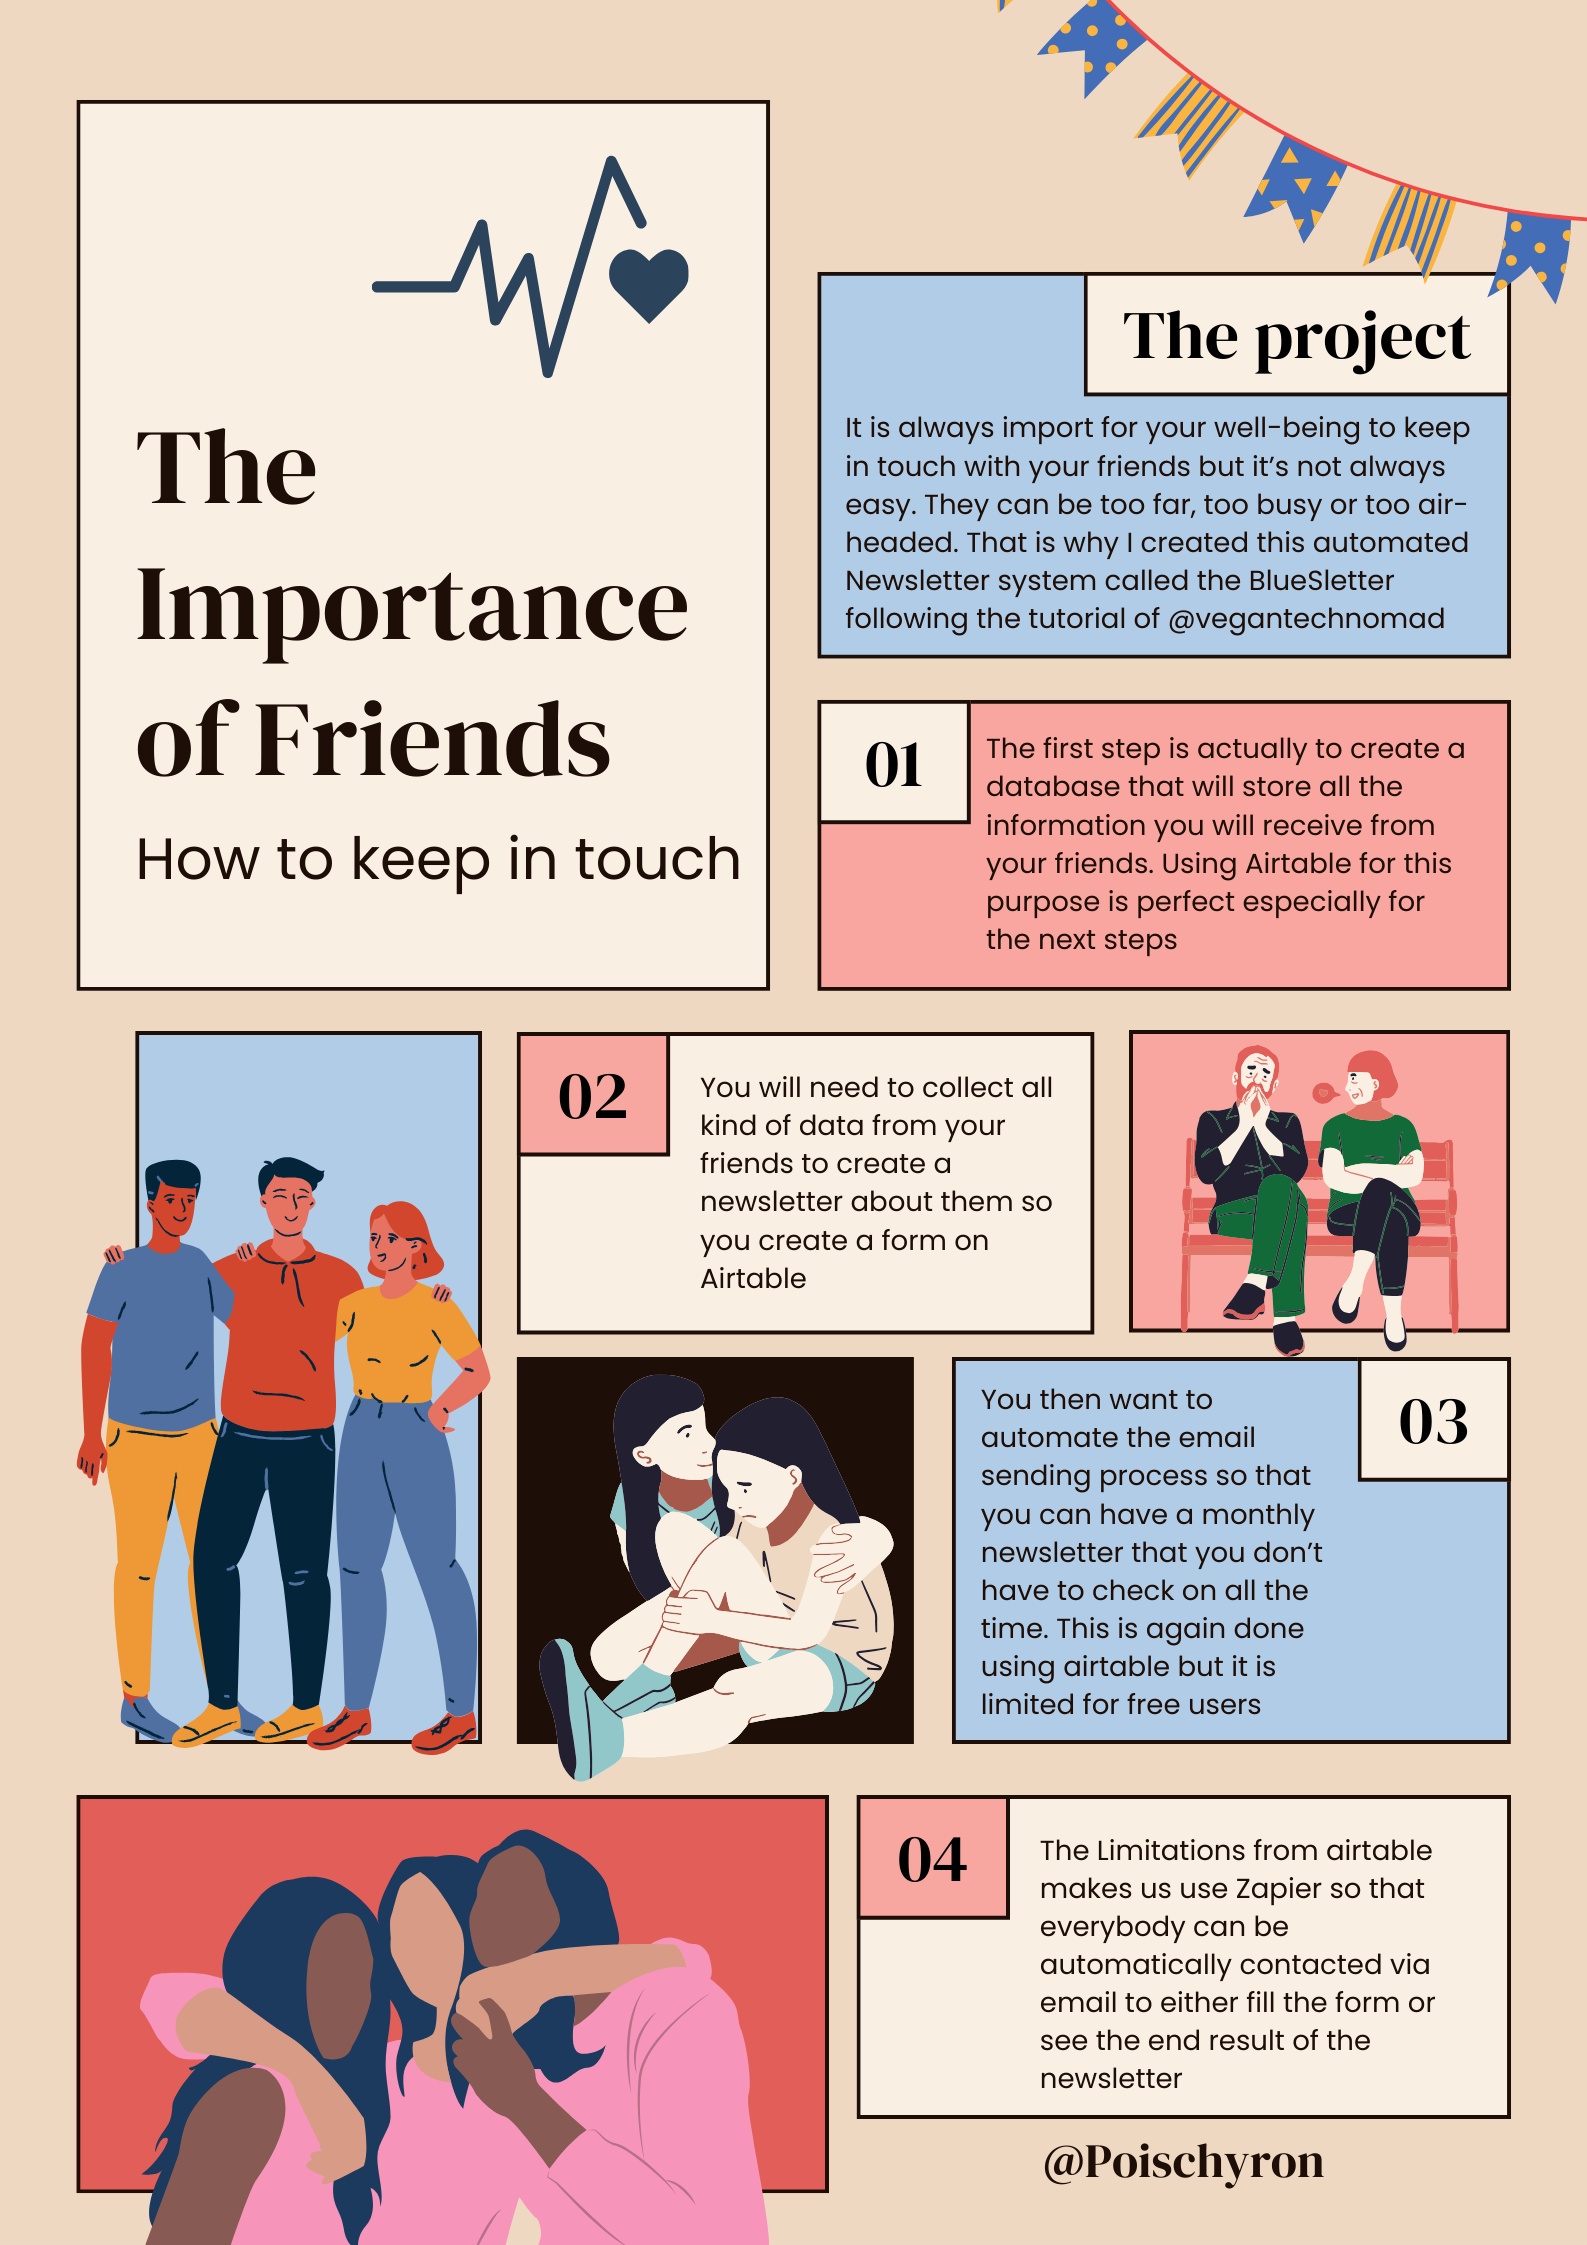 The
Importance
of Friends
How to keep in touch
The project
It is always import for your well-being to keep
in touch with your friends but it's not always
easy. They can be too far, too busy or too air-
headed. That is why I created this automated
Newsletter system called the BlueSletter
following the tutorial of @vegantechnomad
01
The first step is actually to create a
database that will store all the
information you will receive from
your friends. Using Airtable for this
purpose is perfect especially for
the next steps
02
You will need to collect all
kind of data from your
friends to create a
newsletter about them so
you create a form on
Airtable
03
You then want to
automate the email
sending process so that
you can have a monthly
newsletter that you don't
have to check on all the
time. This is again done
using airtable but it is
limited for free users
04
The Limitations from airtable
makes us use Zapier so that
everybody can be
automatically contacted via
email to either fill the form or
see the end result of the
newsletter
@Poischyron